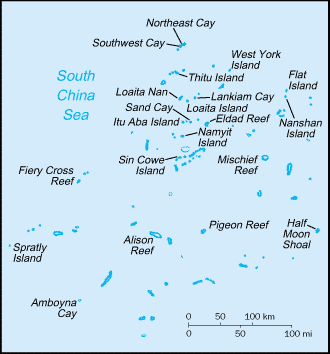 Northeast Cay
Southwest Cay
West York
Island
Thitu Island
Flat
Island
South
China
Sea
Loaita Nan
Lankiam Cay
Loaita Island
Sand Cay
Itu Aba Island
Eldad Reef
Nanshan
Island
Namyit
Island
Sin Cowe
Island
Mischief
Reef
Fiery Cross
Reef
Pigeon Reef
Half
Moon
Shoal
Alison
Reef
Spratly
Island
Amboyna
Cay
0 50 100 km
0 50 100 mi